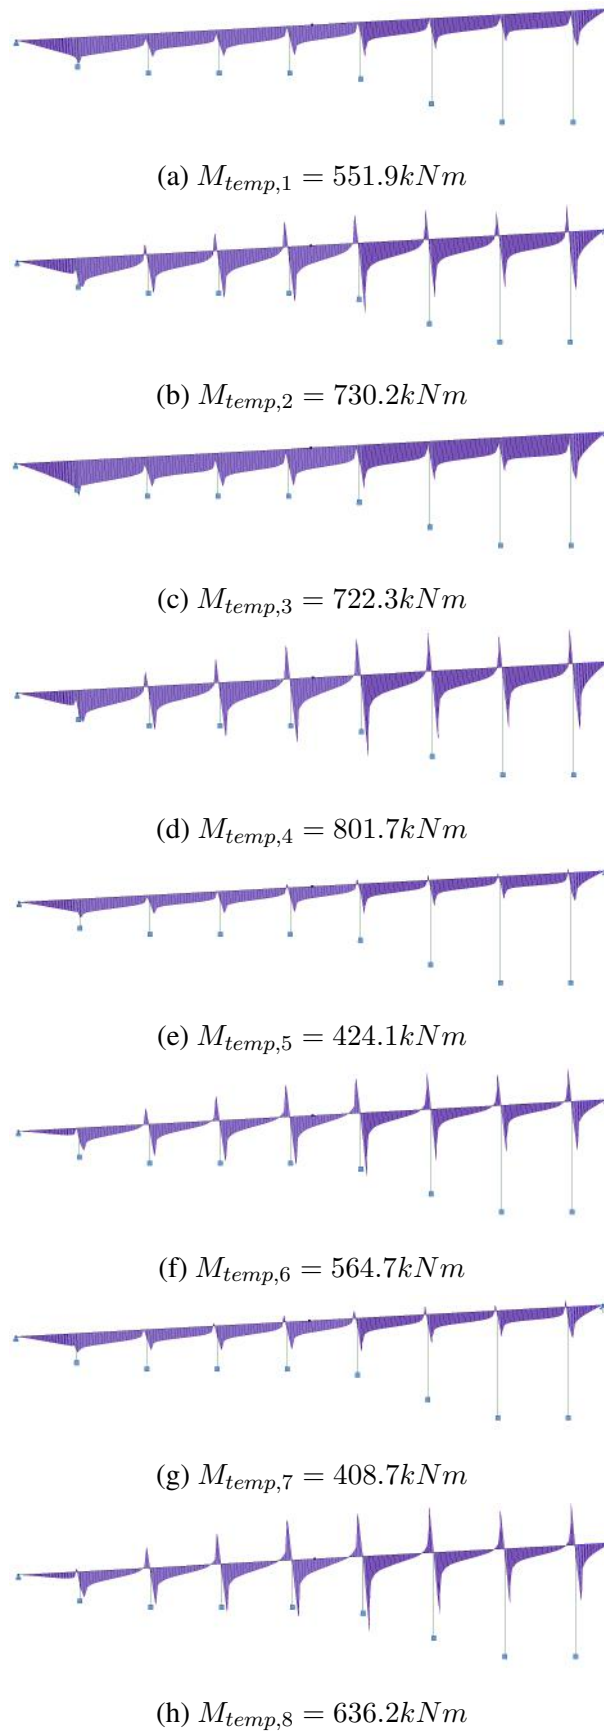 (a) M_{temp,1} = 551.9kNm
(b) M_{temp,2} = 730.2kNm
(c) M_{temp,3} = 722.3kNm
(d) M_{temp,4} = 801.7kNm
(e) M_{temp,5} = 424.1kNm
(f) M_{temp,6} = 564.7kNm
(g) M_{temp,7} = 408.7kNm
(h) M_{temp,8} = 636.2kNm